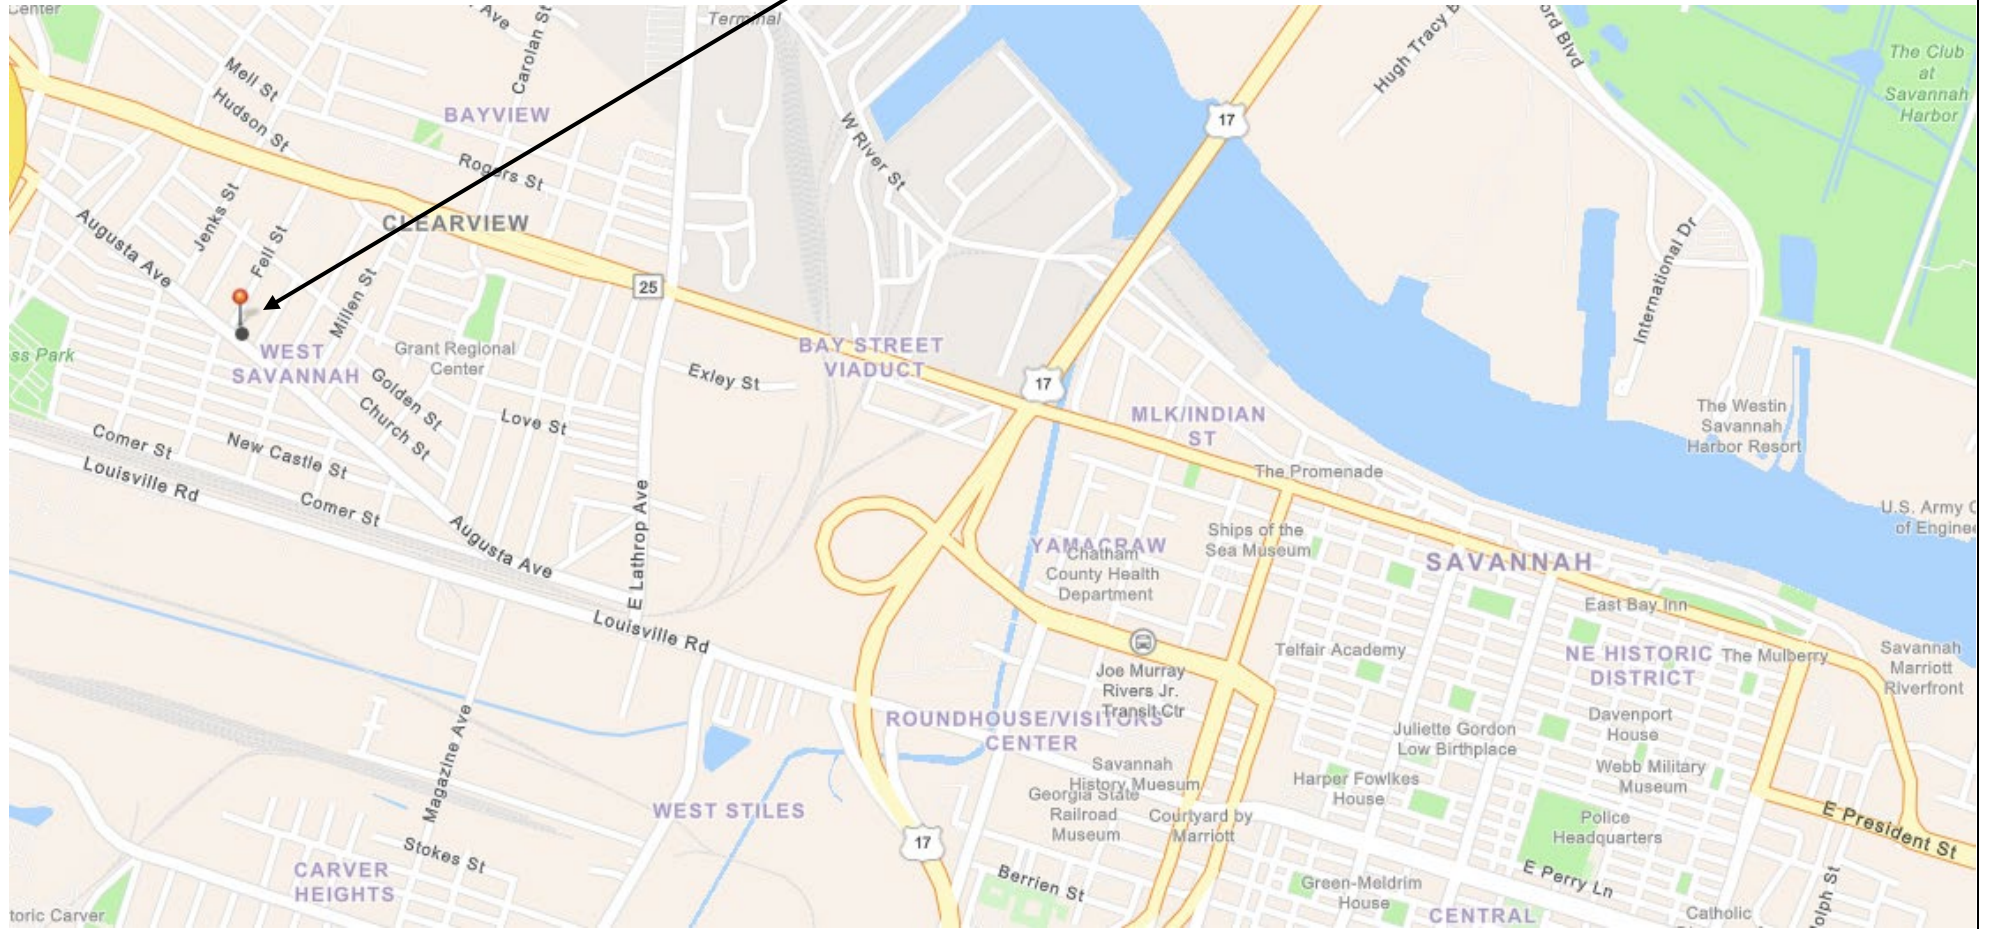 Center
Ave
Carolan St
Terminal
Hugh Tracy B
ord Blvd
The Club
at
Savannah
Harbor
Mell St
Hudson St
BAYVIEW
W River St
17
Rogers St
Jenks St
Fell St
Augusta Ave
CLEARVIEW
Millen St
25
International Dr
WEST
SAVANNAH
ss Park
Grant Regional
Center
Golden St
Church St
Exley St
BAY STREET
VIADUCT
17
MLK/INDIAN
ST
The Westin
Savannah
Harbor Resort
Love St
Comer St
New Castle St
Louisville Rd
Comer St
Augusta Ave
E Lathrop Ave
The Promenade
U.S. Army C
of Enginee
Ships of the
Sea Museum
YAMACRAW
Chatham
County Health
Department
SAVANNAH
East Bay Inn
Louisville Rd
Telfair Academy
NE HISTORIC
DISTRICT
The Mulberry
Savannah
Marriott
Riverfront
Joe Murray
Rivers Jr.
Transit Ctr
ROUNDHOUSE/VISITORS
CENTER
Juliette Gordon
Low Birthplace
Davenport
House
Magazine Ave
Savannah
History Muesum
Georgia State
Railroad
Museum
Harper Fowlkes
House
Webb Military
Museum
WEST STILES
Courtyard by
Marriott
Police
Headquarters
E President St
17
Stokes St
CARVER
HEIGHTS
Berrien St
Green-Meldrim
House
E Perry Ln
toric Carver
CENTRAL
Catholic
olph St